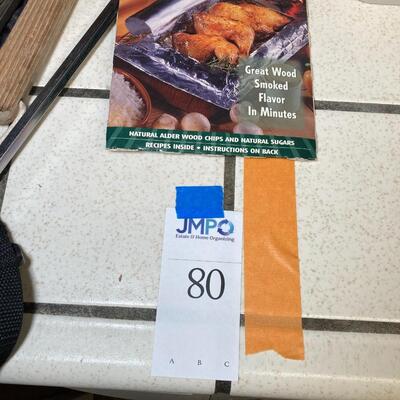 Great Wood
Smoked
Flavor
In Minutes
NATURAL ALDER WOOD CHIPS AND NATURAL SUGARS
RECIPES INSIDE • INSTRUCTIONS ON BACK
JMPO
Estate & Home Organizing
80
A B C